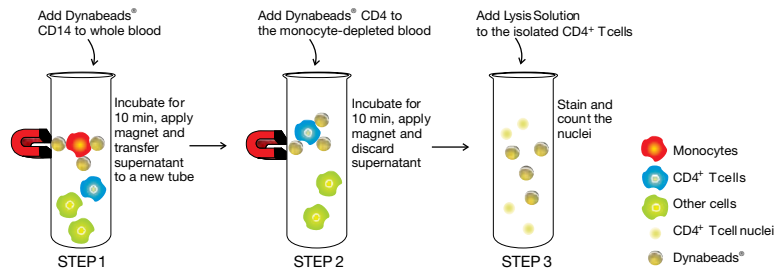 Add Dynabeads®
CD14 to whole blood
Add Dynabeads® CD4 to
the monocyte-depleted blood
Add Lysis Solution
to the isolated CD4+ Tcells
Incubate for
10 min, apply
magnet and
transfer
supernatant
to a new tube
Incubate for
10 min, apply
magnet and
discard
supernatant
Stain and
count the
nuclei
Monocytes
CD4+ Tcells
Other cells
CD4+ Tcell nuclei
Dynabeads®
STEP 1
STEP 2
STEP 3